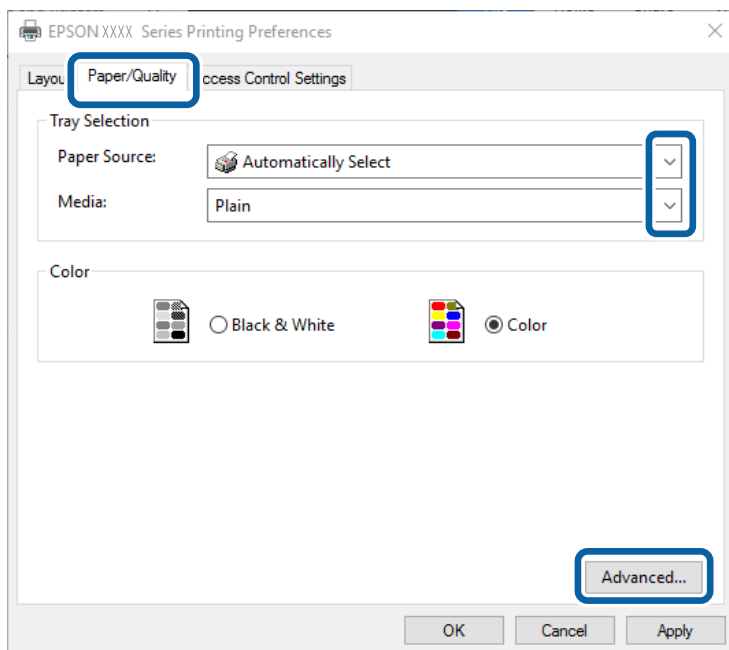 EPSON XXXX Series Printing Preferences
Layou Paper/Quality ccess Control Settings
Tray Selection
Paper Source: Automatically Select
Media: Plain
Color
Black & White Color
Advanced...
OK Cancel Apply